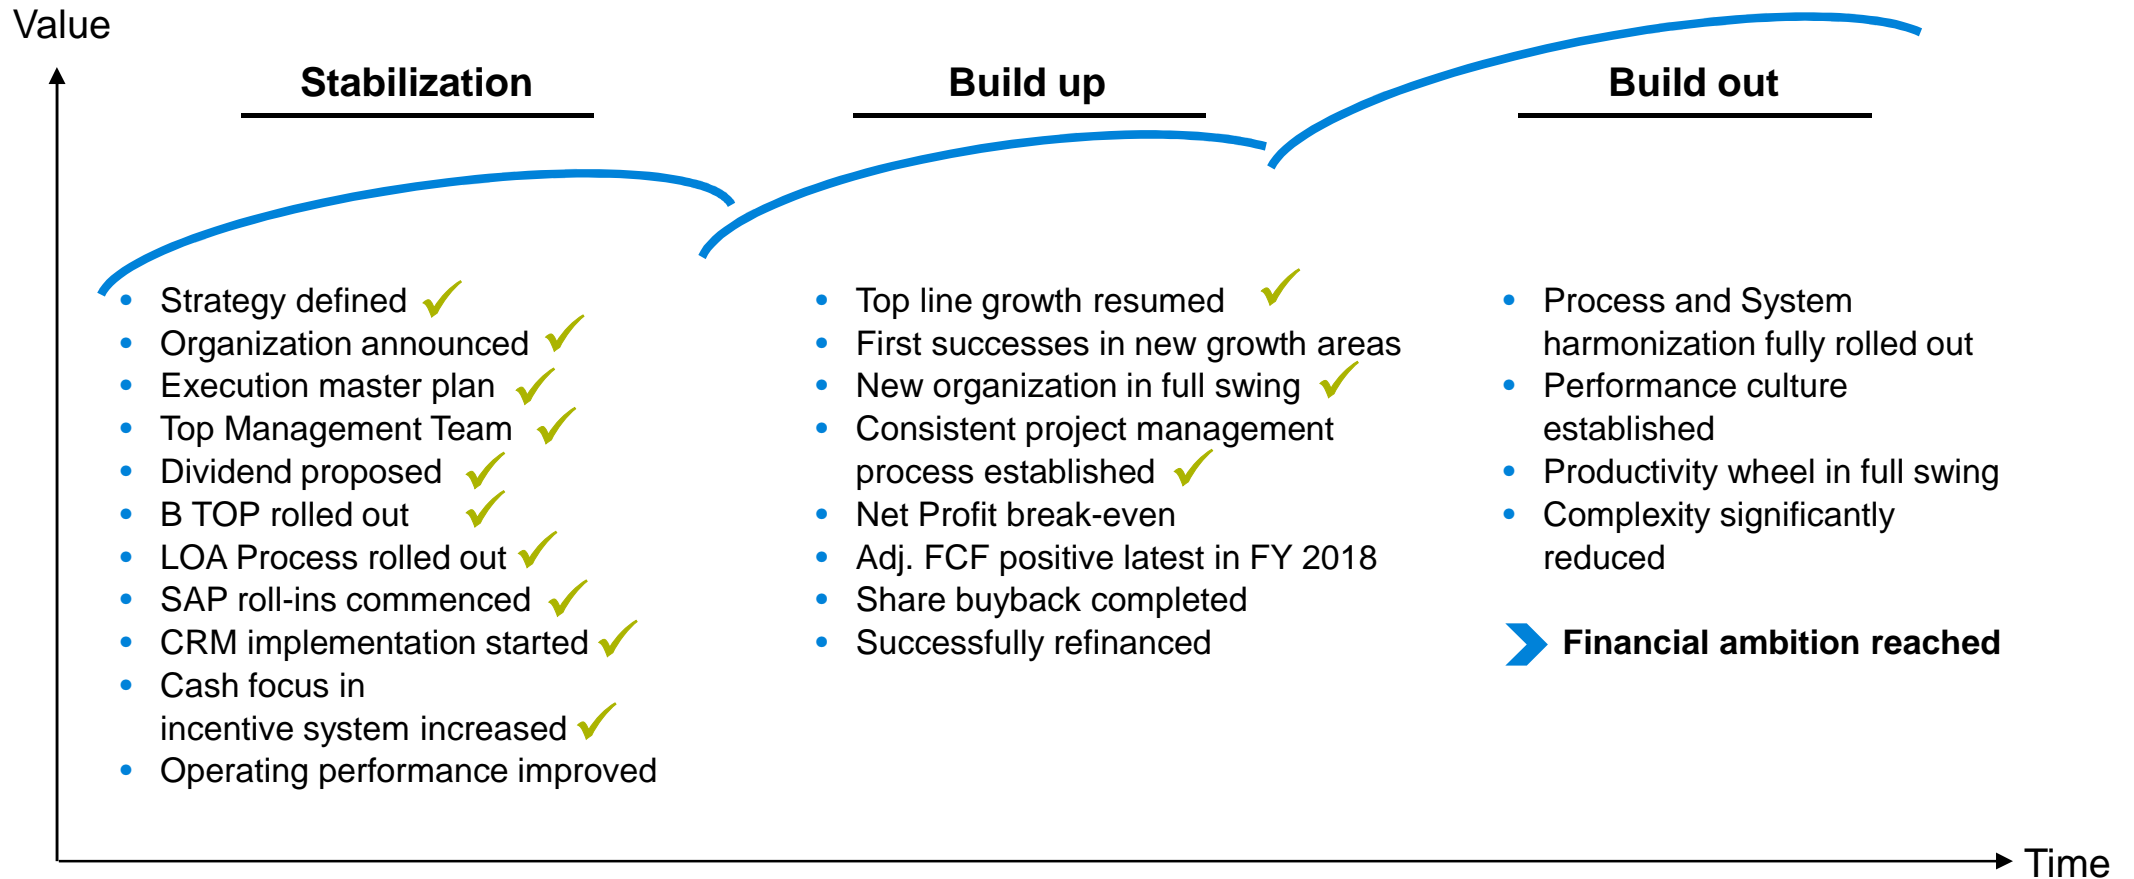 Value
Stabilization
Strategy defined
Organization announced
Execution master plan
Top Management Team
Dividend proposed
B TOP rolled out
LOA Process rolled out
SAP roll-ins commenced
CRM implementation started
Cash focus in
incentive system increased
Operating performance improved
Build up
Top line growth resumed
First successes in new growth areas
New organization in full swing
Consistent project management
process established
Net Profit break-even
Adj. FCF positive latest in FY 2018
Share buyback completed
Successfully refinanced
Build out
Process and System
harmonization fully rolled out
Performance culture
established
Productivity wheel in full swing
Complexity significantly
reduced
Financial ambition reached
Time